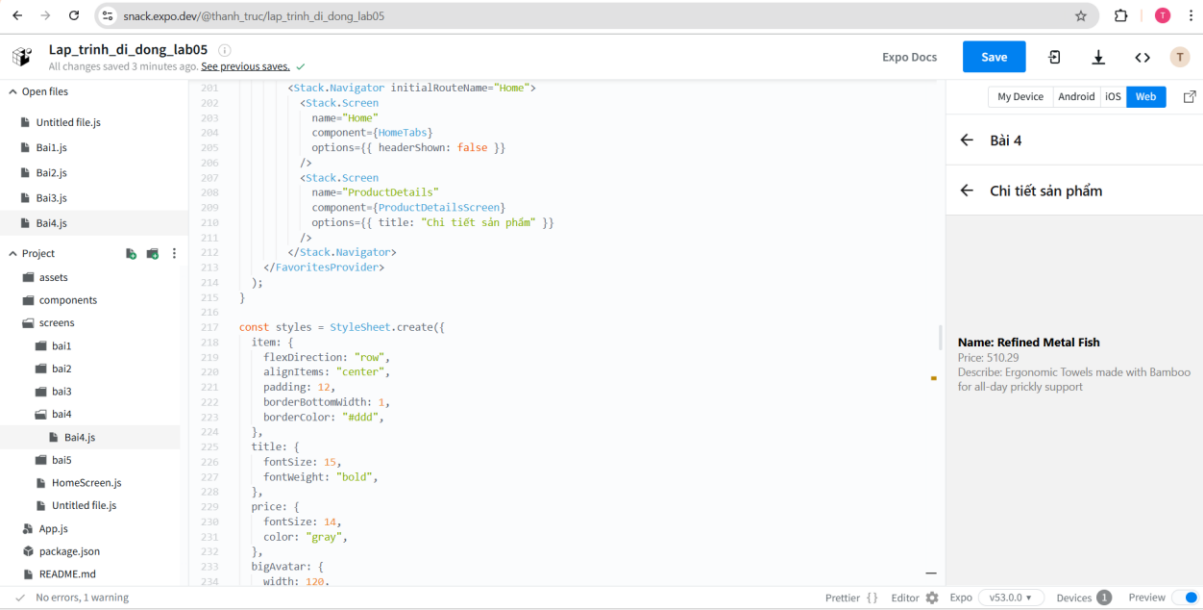 snack.expo.dev/@thanh_truc/lap_trinh_di_dong_lab05
T
Lap_trinh_di_dong_lab05
All changes saved 3 minutes ago. See previous saves.
Expo Docs
Save
T
Open files
Untitled file.js
Bai1.js
Bai2.js
Bai3.js
Bai4.js
Project
assets
components
screens
bai1
bai2
bai3
bai4
Bai4.js
bai5
HomeScreen.js
Untitled file.js
App.js
package.json
README.md
201 <Stack.Navigator initialRouteName="Home">
202 <Stack.Screen
203 name="Home"
204 component={HomeTabs}
205 options={{ headerShown: false }}
206 />
207 <Stack.Screen
208 name="ProductDetails"
209 component={ProductDetailsScreen}
210 options={{ title: "Chi tiết sản phẩm" }}
211 />
212 </Stack.Navigator>
213 </FavoritesProvider>
214 );
215 }
216
217 const styles = StyleSheet.create({
218 item: {
219 flexDirection: "row",
220 alignItems: "center",
221 padding: 12,
222 borderBottomWidth: 1,
223 borderColor: "#ddd",
224 },
225 title: {
226 fontSize: 15,
227 fontWeight: "bold",
228 },
229 price: {
230 fontSize: 14,
231 color: "gray",
232 },
233 bigAvatar: {
234 width: 120,
My Device Android iOS Web
Bài 4
Chi tiết sản phẩm
Name: Refined Metal Fish
Price: 510.29
Describe: Ergonomic Towels made with Bamboo
for all-day prickly support
No errors, 1 warning
Prettier { } Editor Expo v53.0.0 Devices 1 Preview